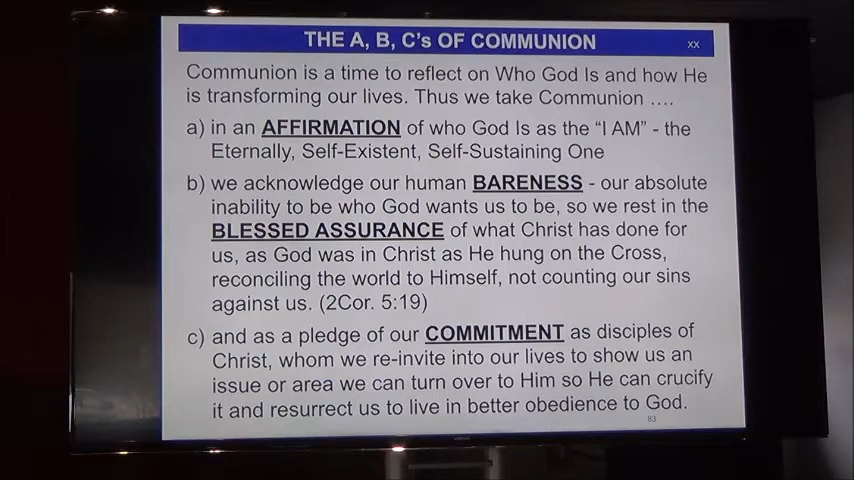 THE A, B, C's OF COMMUNION
xx
Communion is a time to reflect on Who God Is and how He
is transforming our lives. Thus we take Communion ....
a) in an AFFIRMATION of who God Is as the “I AM” - the
Eternally, Self-Existent, Self-Sustaining One
b) we acknowledge our human BARENESS - our absolute
inability to be who God wants us to be, so we rest in the
BLESSED ASSURANCE of what Christ has done for
us, as God was in Christ as He hung on the Cross,
reconciling the world to Himself, not counting our sins
against us. (2Cor. 5:19)
c) and as a pledge of our COMMITMENT as disciples of
Christ, whom we re-invite into our lives to show us an
issue or area we can turn over to Him so He can crucify
it and resurrect us to live in better obedience to God.
83